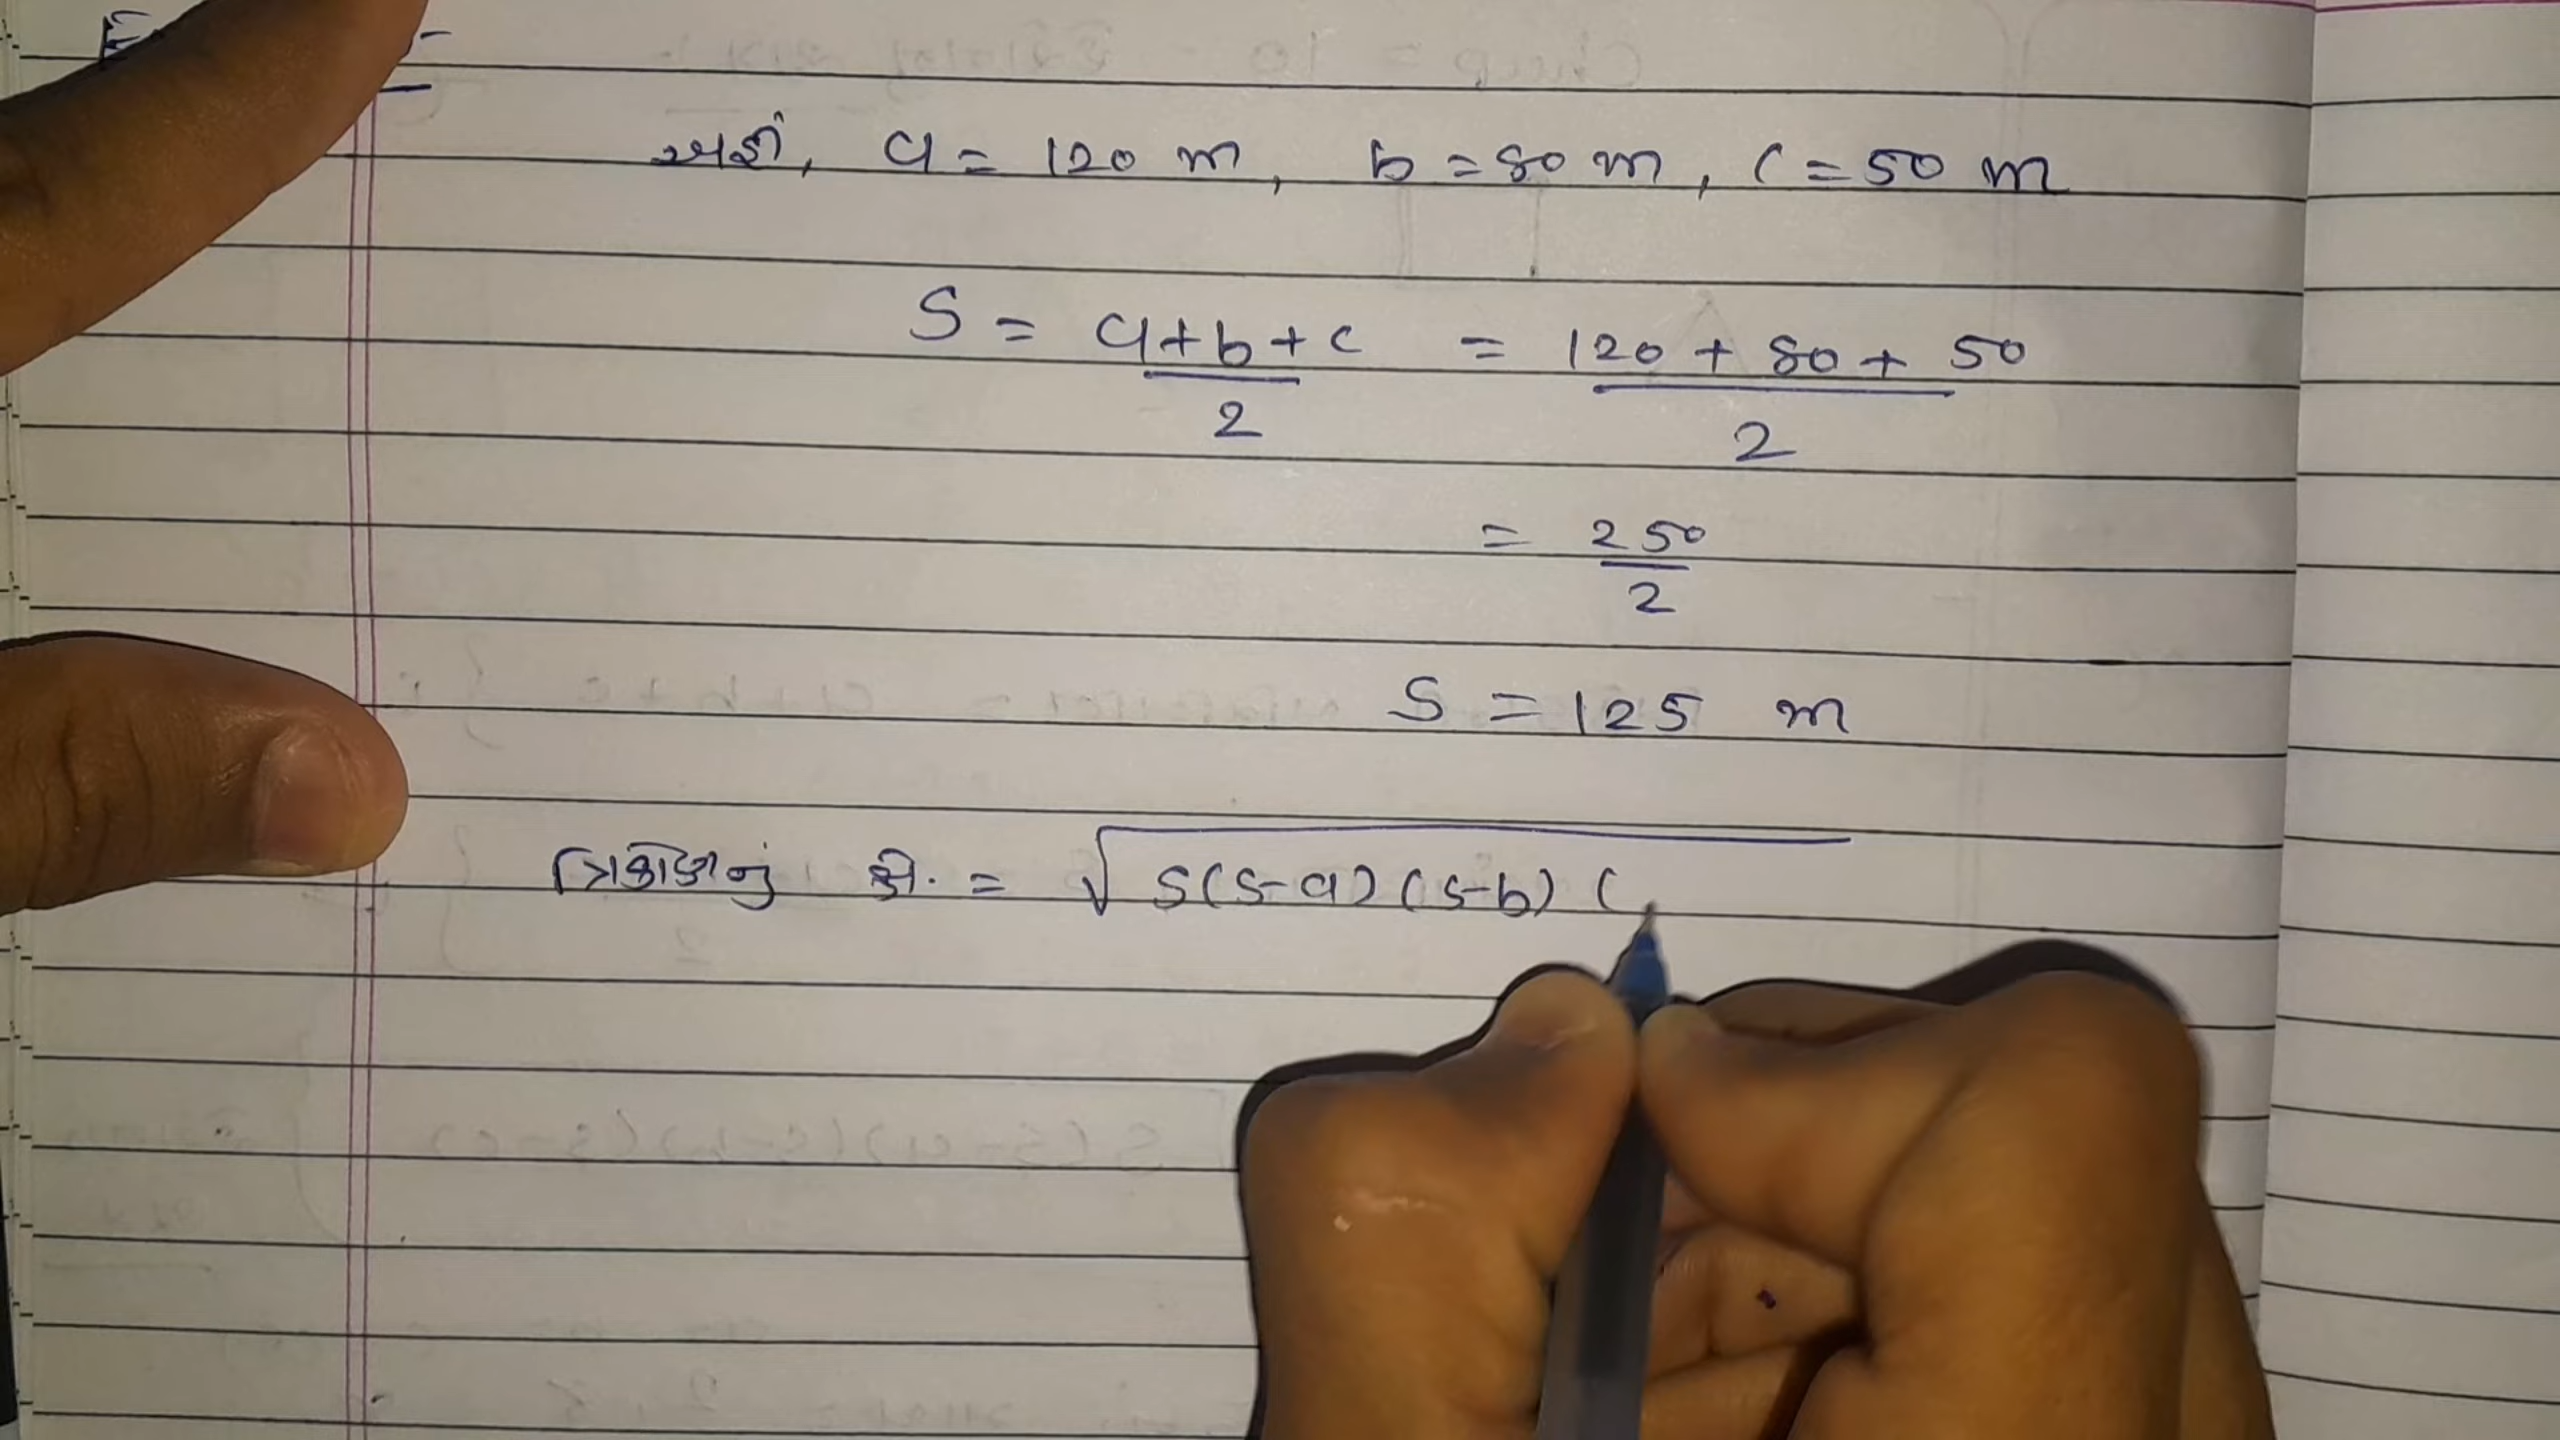 અહીં, a = 120 m, b = 80 m, c = 50 m
S = a+b+c = 120 + 80 + 50
2 2
= 250
2
S = 125 m
ત્રિકોણનું ક્ષે. = √ S(S-a) (S-b) (